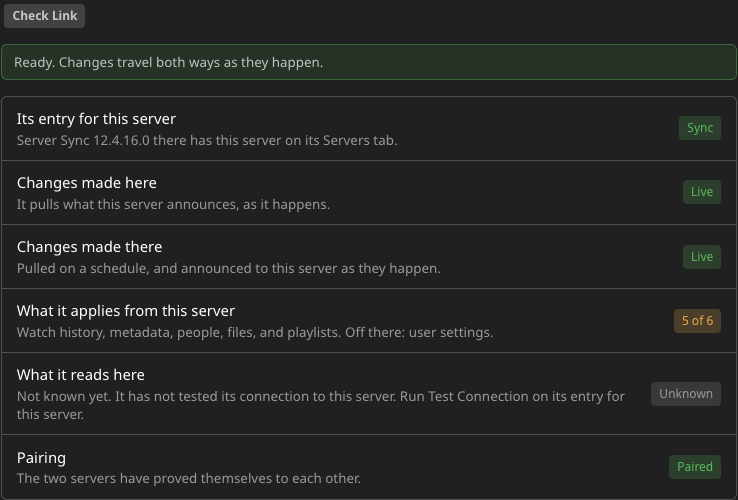 Check Link
Ready. Changes travel both ways as they happen.
Its entry for this server
Server Sync 12.4.16.0 there has this server on its Servers tab.
Sync
Changes made here
It pulls what this server announces, as it happens.
Live
Changes made there
Pulled on a schedule, and announced to this server as they happen.
Live
What it applies from this server
Watch history, metadata, people, files, and playlists. Off there: user settings.
5 of 6
What it reads here
Not known yet. It has not tested its connection to this server. Run Test Connection on its entry for
this server.
Unknown
Pairing
The two servers have proved themselves to each other.
Paired